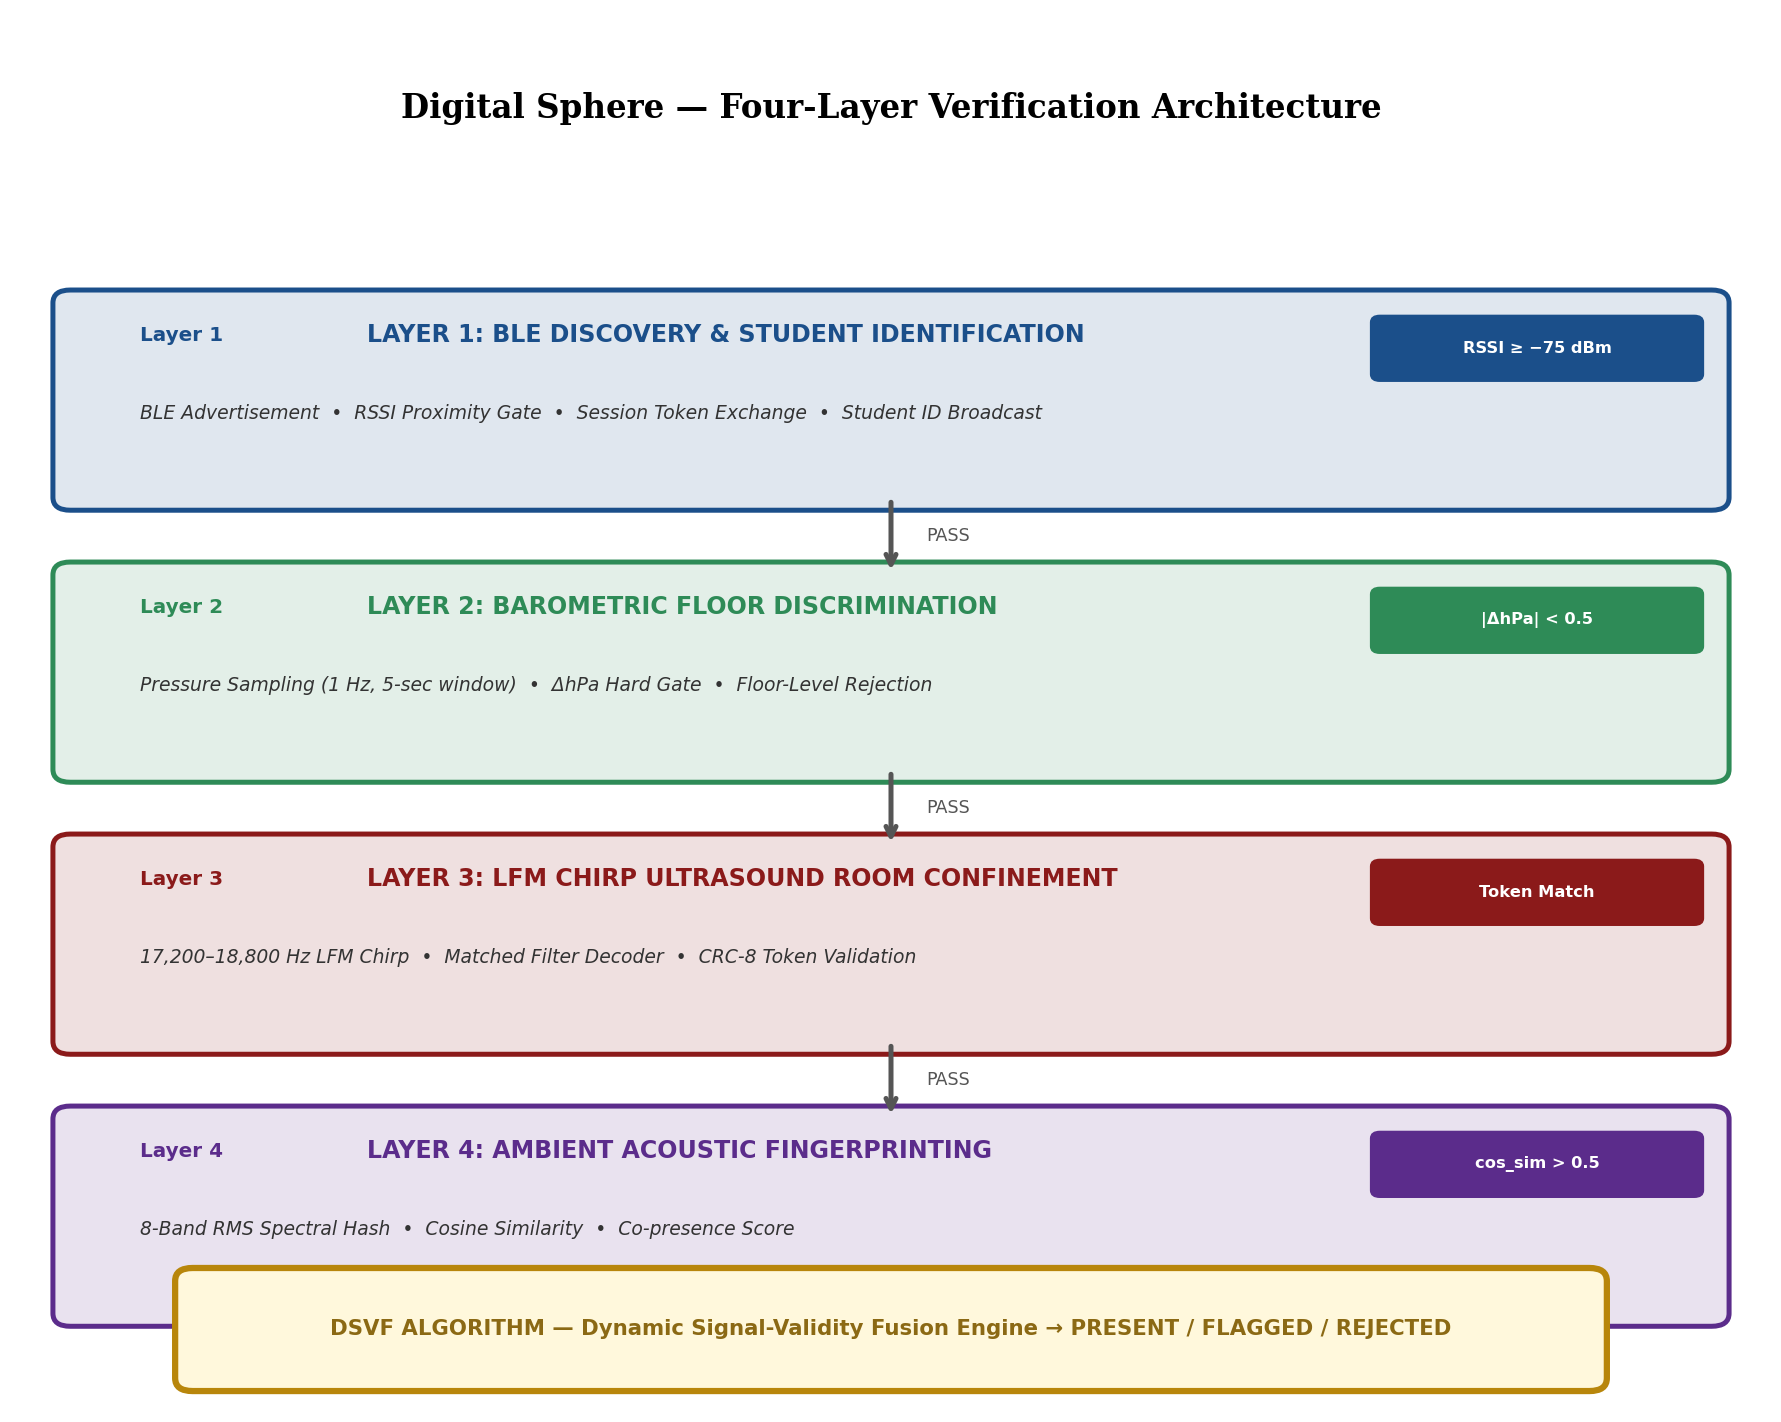 Digital Sphere — Four-Layer Verification Architecture
Layer 1
LAYER 1: BLE DISCOVERY & STUDENT IDENTIFICATION
RSSI ≥ −75 dBm
BLE Advertisement • RSSI Proximity Gate • Session Token Exchange • Student ID Broadcast
PASS
Layer 2
LAYER 2: BAROMETRIC FLOOR DISCRIMINATION
|ΔhPa| < 0.5
Pressure Sampling (1 Hz, 5-sec window) • ΔhPa Hard Gate • Floor-Level Rejection
PASS
Layer 3
LAYER 3: LFM CHIRP ULTRASOUND ROOM CONFINEMENT
Token Match
17,200–18,800 Hz LFM Chirp • Matched Filter Decoder • CRC-8 Token Validation
PASS
Layer 4
LAYER 4: AMBIENT ACOUSTIC FINGERPRINTING
cos_sim > 0.5
8-Band RMS Spectral Hash • Cosine Similarity • Co-presence Score
DSVF ALGORITHM — Dynamic Signal-Validity Fusion Engine → PRESENT / FLAGGED / REJECTED